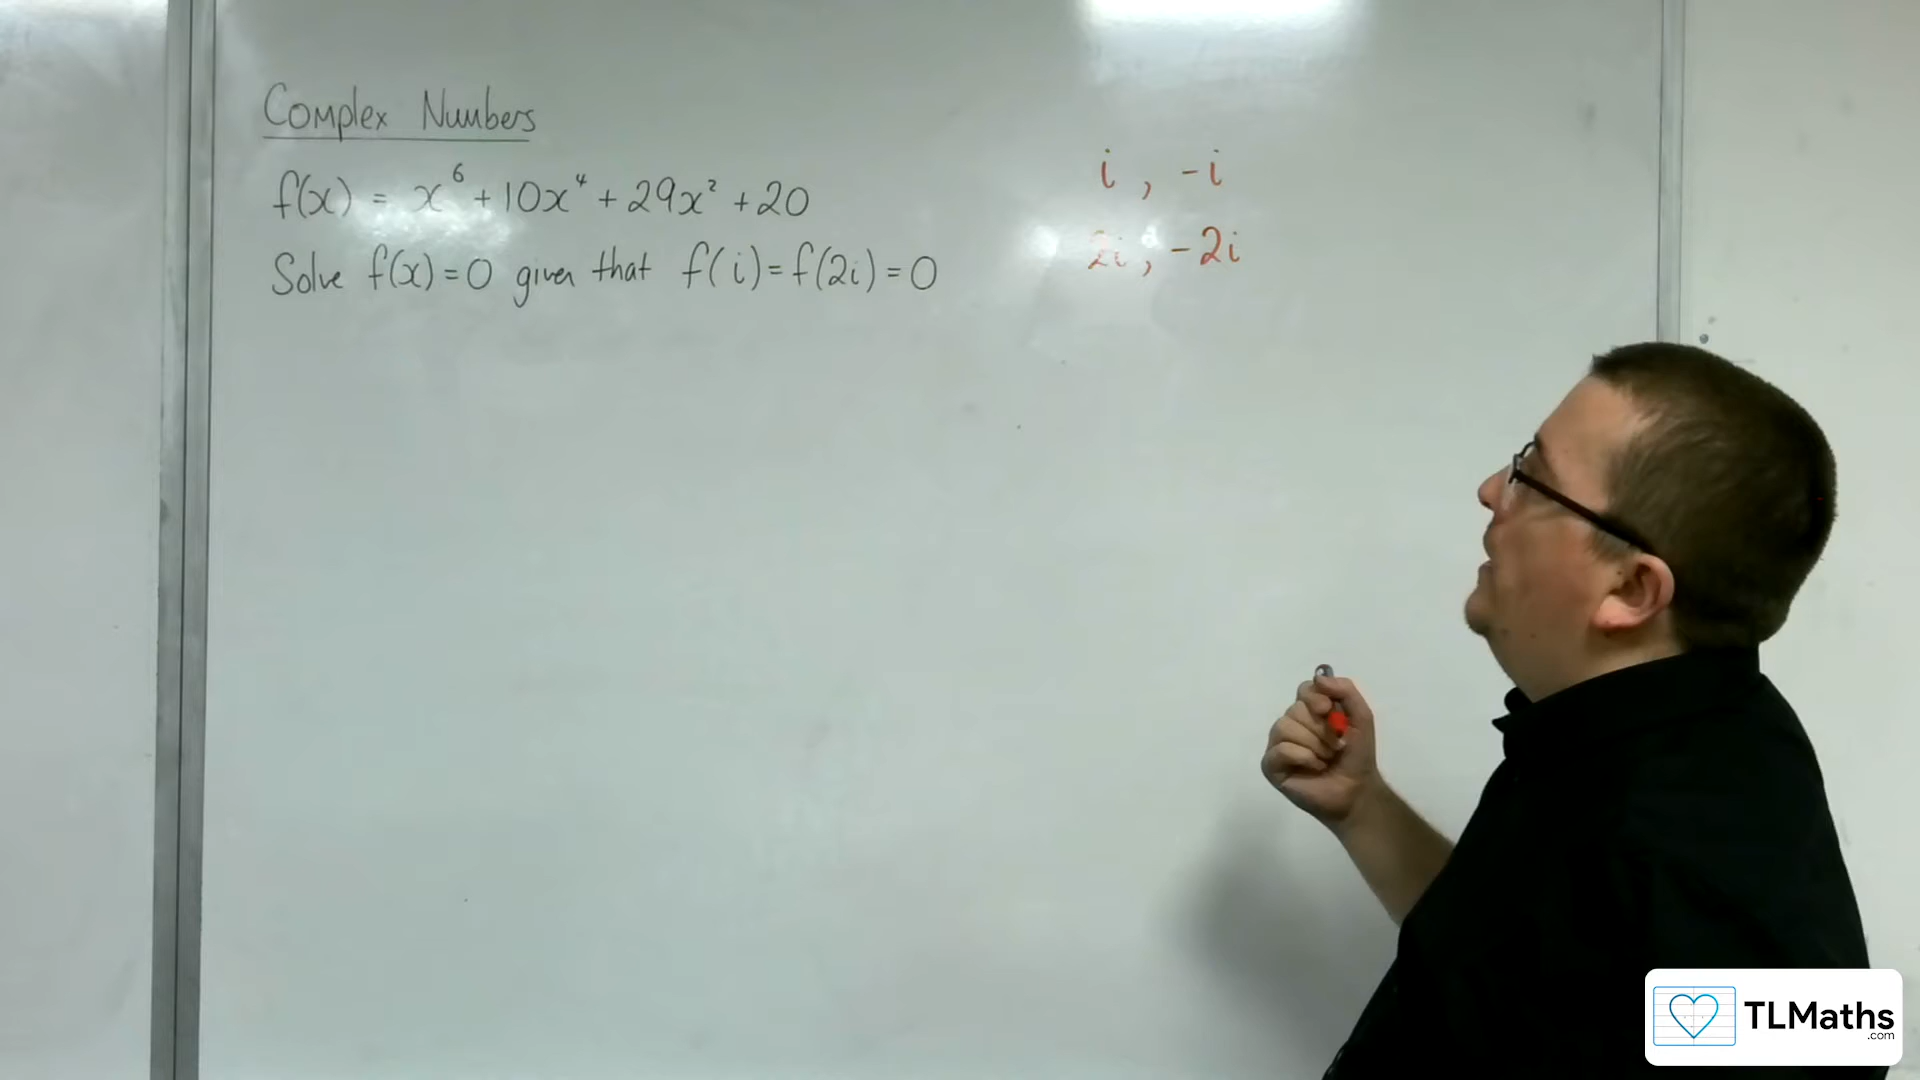 Complex Numbers
f(x) = x⁶ + 10x⁴ + 29x² + 20
Solve f(x) = 0 given that f(i) = f(2i) = 0
i , -i
2i , -2i
TLMaths
.com